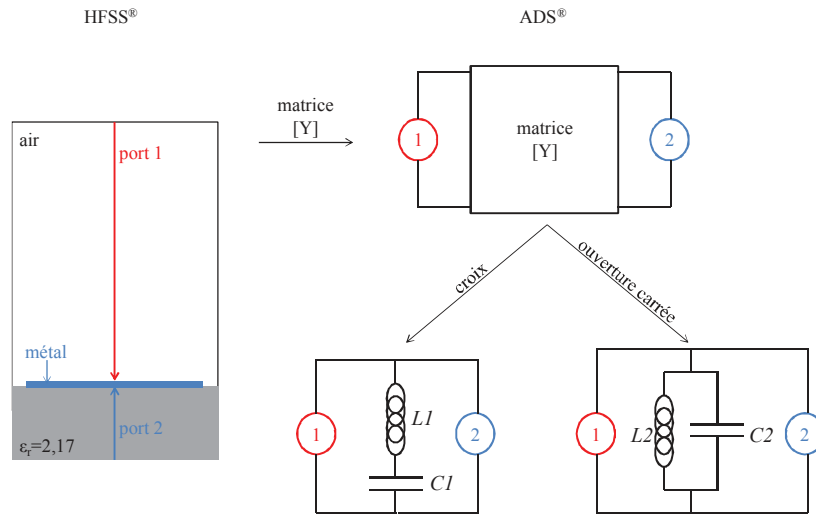 HFSS®
ADS®
air
port 1
métal
port 2
εr=2,17
matrice
[Y]
1
matrice
[Y]
2
croix
ouverture carrée
1
L1
C1
2
1
L2
C2
2